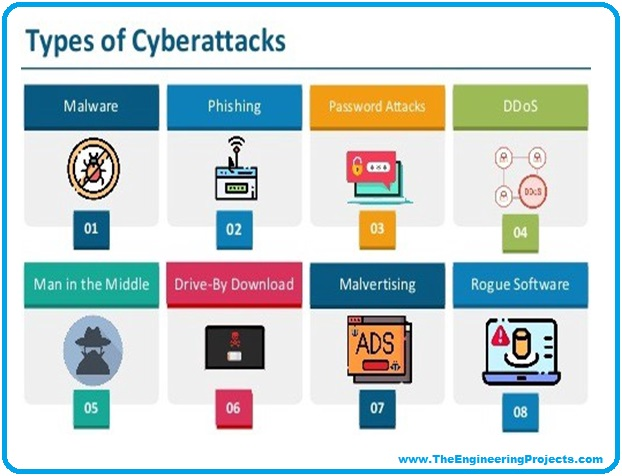 Types of Cyberattacks
Malware Phishing Password Attacks DDoS
DDoS
01 02 03 04
Man in the Middle Drive-By Download Malvertising Rogue Software
ADS
05 06 07 08
www.TheEngineeringProjects.com